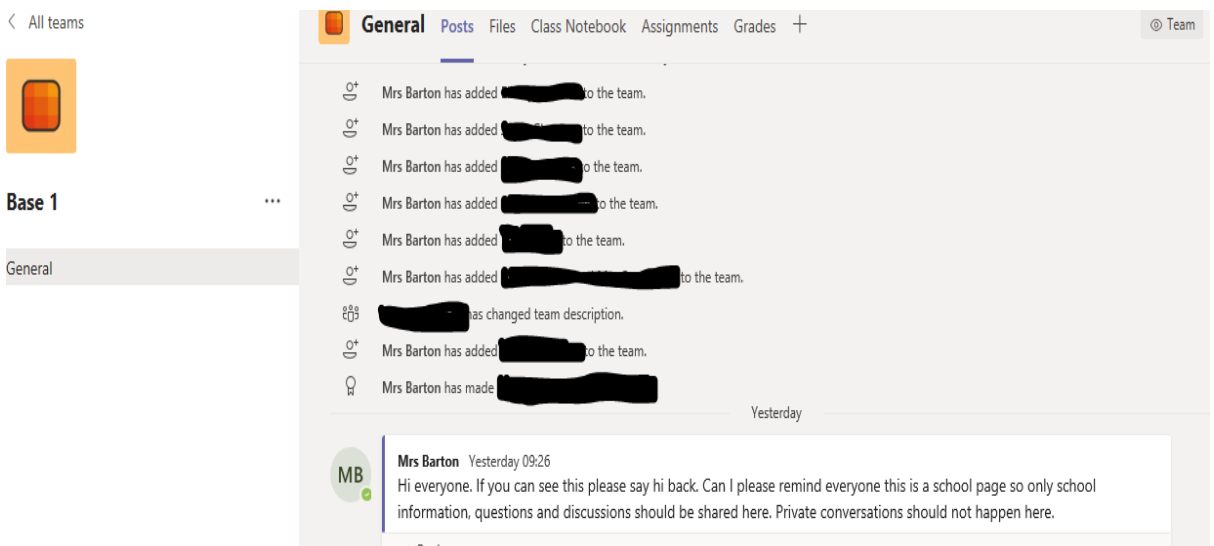 All teams
General Posts Files Class Notebook Assignments Grades
Team
Base 1
General
Mrs Barton has added to the team.
Mrs Barton has added to the team.
Mrs Barton has added o the team.
Mrs Barton has added to the team.
Mrs Barton has added to the team.
Mrs Barton has added to the team.
has changed team description.
Mrs Barton has added to the team.
Mrs Barton has made
Yesterday
MB
Mrs Barton Yesterday 09:26
Hi everyone. If you can see this please say hi back. Can I please remind everyone this is a school page so only school
information, questions and discussions should be shared here. Private conversations should not happen here.